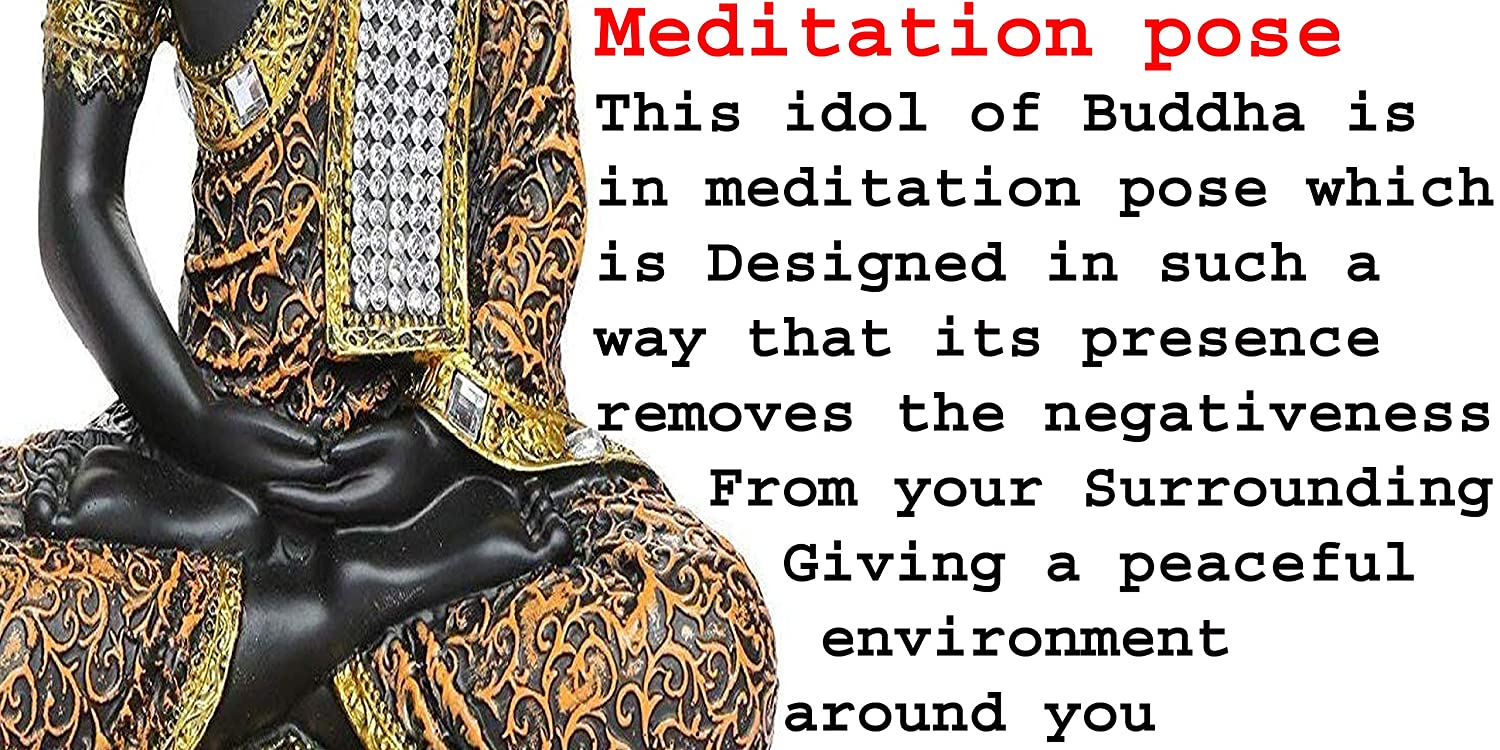 Meditation pose
This idol of Buddha is
in meditation pose which
is Designed in such a
way that its presence
removes the negativeness
From your Surrounding
Giving a peaceful
environment
around you